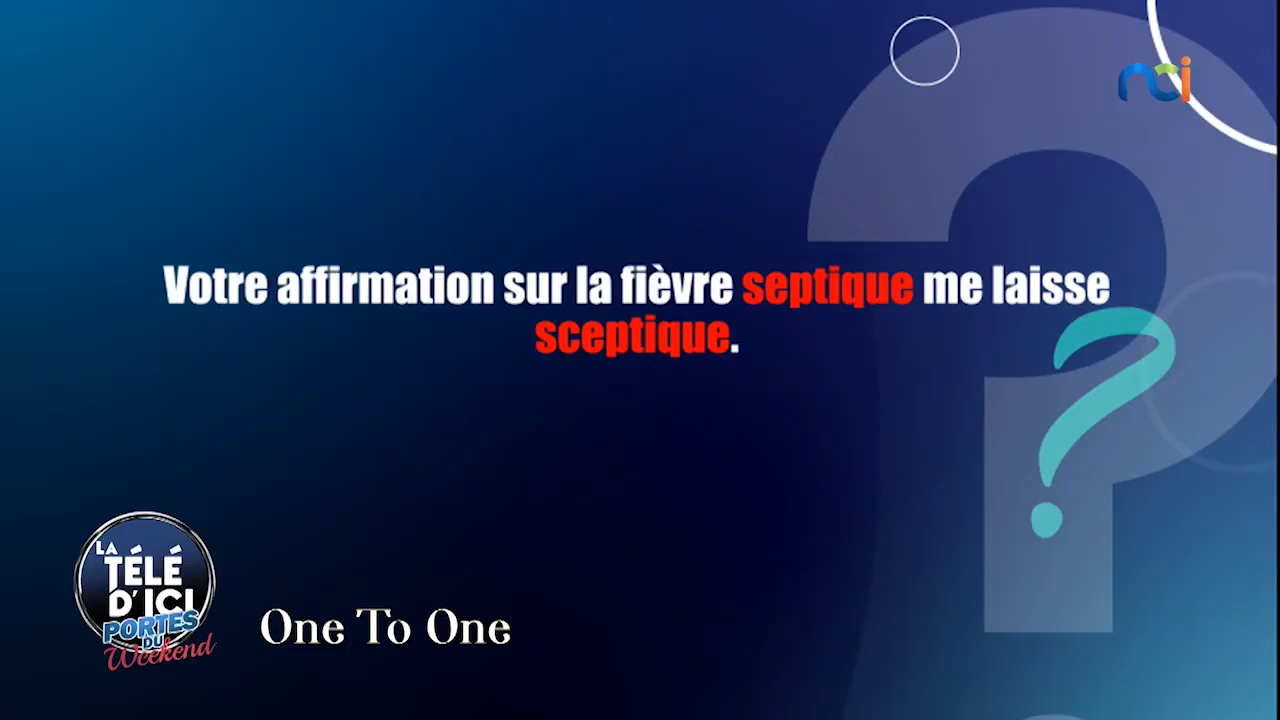 nci
Votre affirmation sur la fièvre septique me laisse
sceptique.
LA
TÉLÉ
D'ICI
PORTES
DU
Weekend
One To One